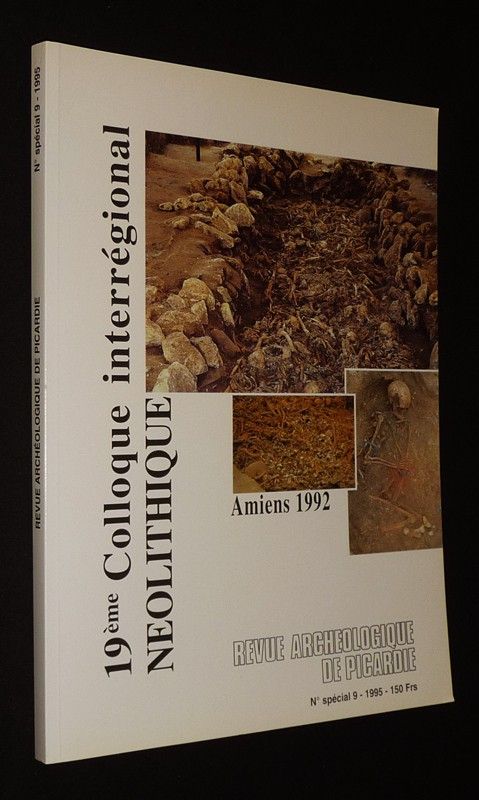 N° spécial 9 - 1995
REVUE ARCHÉOLOGIQUE DE PICARDIE
19ème Colloque interrégional
NEOLITHIQUE
Amiens 1992
REVUE ARCHEOLOGIQUE
DE PICARDIE
N° spécial 9 - 1995 - 150 Frs